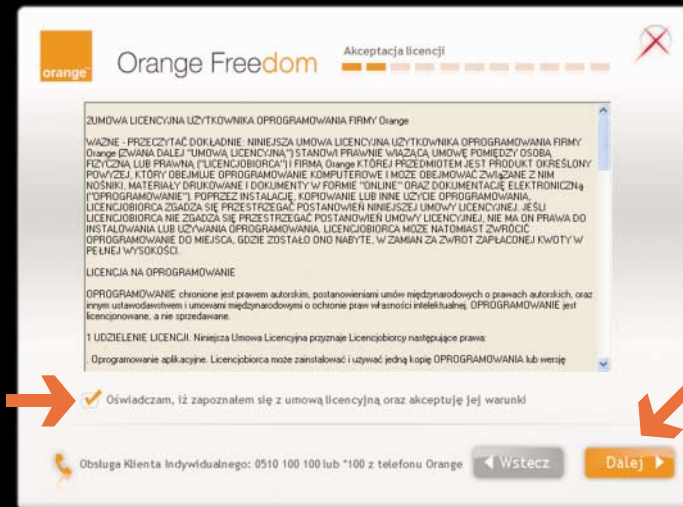 orange™
Orange Freedom
Akceptacja licencji
2UMOWA LICENCYJNA UŻYTKOWNIKA OPROGRAMOWANIA FIRMY Orange
WAŻNE - PRZECZYTAĆ DOKŁADNIE: NINIEJSZA UMOWA LICENCYJNA UŻYTKOWNIKA OPROGRAMOWANIA FIRMY
Orange (ZWANA DALEJ "UMOWĄ LICENCYJNĄ") STANOWI PRAWNIE WIĄŻĄCĄ UMOWĘ POMIĘDZY OSOBĄ
FIZYCZNĄ LUB PRAWNĄ ("LICENCJOBIORCA") I FIRMĄ Orange KTÓREJ PRZEDMIOTEM JEST PRODUKT OKREŚLONY
POWYŻEJ, KTÓRY OBEJMUJE OPROGRAMOWANIE KOMPUTEROWE I MOŻE OBEJMOWAĆ ZWIąZANE Z NIM
NOŚNIKI, MATERIAŁY DRUKOWANE I DOKUMENTY W FORMIE "ONLINE" ORAZ DOKUMENTACJĘ ELEKTRONICZNą
("OPROGRAMOWANIE"). POPRZEZ INSTALACJĘ, KOPIOWANIE LUB INNE UŻYCIE OPROGRAMOWANIA,
LICENCJOBIORCA ZGADZA SIĘ PRZESTRZEGAĆ POSTANOWIEŃ NINIEJSZEJ UMOWY LICENCYJNEJ. JEŚLI
LICENCJOBIORCA NIE ZGADZA SIĘ PRZESTRZEGAĆ POSTANOWIEŃ UMOWY LICENCYJNEJ, NIE MA ON PRAWA DO
INSTALOWANIA LUB UŻYWANIA OPROGRAMOWANIA. LICENCJOBIORCA MOŻE NATOMIAST ZWRÓCIĆ
OPROGRAMOWANIE DO MIEJSCA, GDZIE ZOSTAŁO ONO NABYTE, W ZAMIAN ZA ZWROT ZAPŁACONEJ KWOTY W
PEŁNEJ WYSOKOŚCI.
LICENCJA NA OPROGRAMOWANIE
OPROGRAMOWANIE chronione jest prawem autorskim, postanowieniami umów międzynarodowych o prawach autorskich, oraz
innym ustawodawstwem i umowami międzynarodowymi o ochronie praw własności intelektualnej. OPROGRAMOWANIE jest
licencjonowane, a nie sprzedawane.
1 UDZIELENIE LICENCJI. Niniejsza Umowa Licencyjna przyznaje Licencjobiorcy następujące prawa:
. Oprogramowanie aplikacyjne. Licencjobiorca może zainstalować i używać jedną kopię OPROGRAMOWANIA lub wersję
Oświadczam, iż zapoznałem się z umową licencyjną oraz akceptuję jej warunki
Obsługa Klienta Indywidualnego: 0510 100 100 lub *100 z telefonu Orange
Wstecz
Dalej